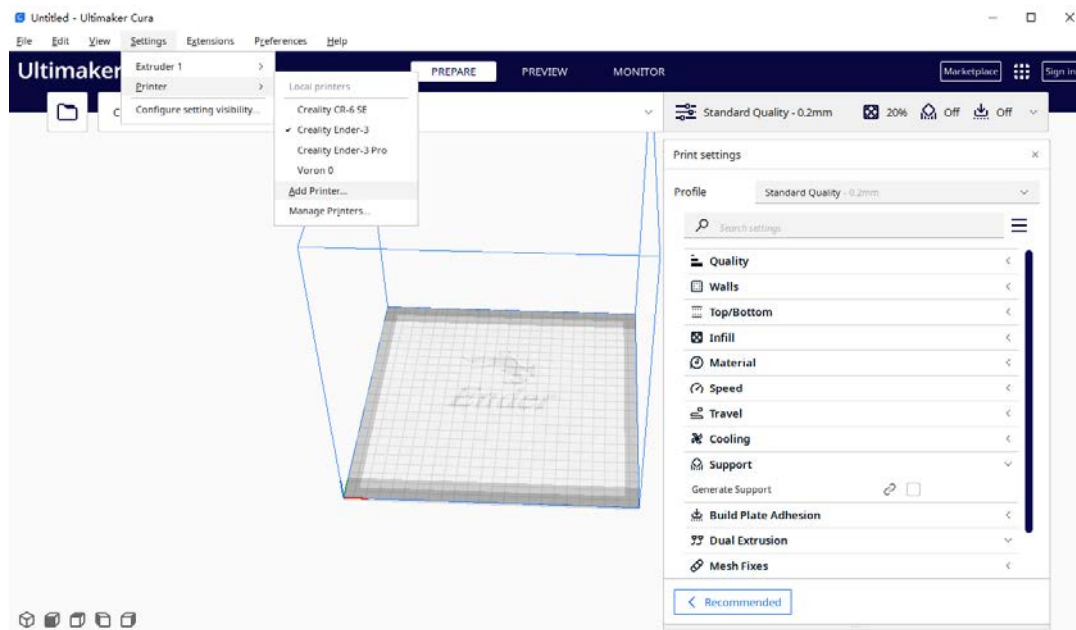 Untitled - Ultimaker Cura
File Edit View Settings Extensions Preferences Help
Ultimaker
PREPARE PREVIEW MONITOR
Marketplace
Sign in
Extruder 1
Printer
Configure setting visibility...
Local printers
Creality CR-6 SE
Creality Ender-3
Creality Ender-3 Pro
Voron 0
Add Printer...
Manage Printers...
C
Standard Quality - 0.2mm 20% Off Off
Print settings
Profile Standard Quality - 0.2mm
Search settings
Quality
Walls
Top/Bottom
Infill
Material
Speed
Travel
Cooling
Support
Generate Support
Build Plate Adhesion
Dual Extrusion
Mesh Fixes
Recommended
Ender